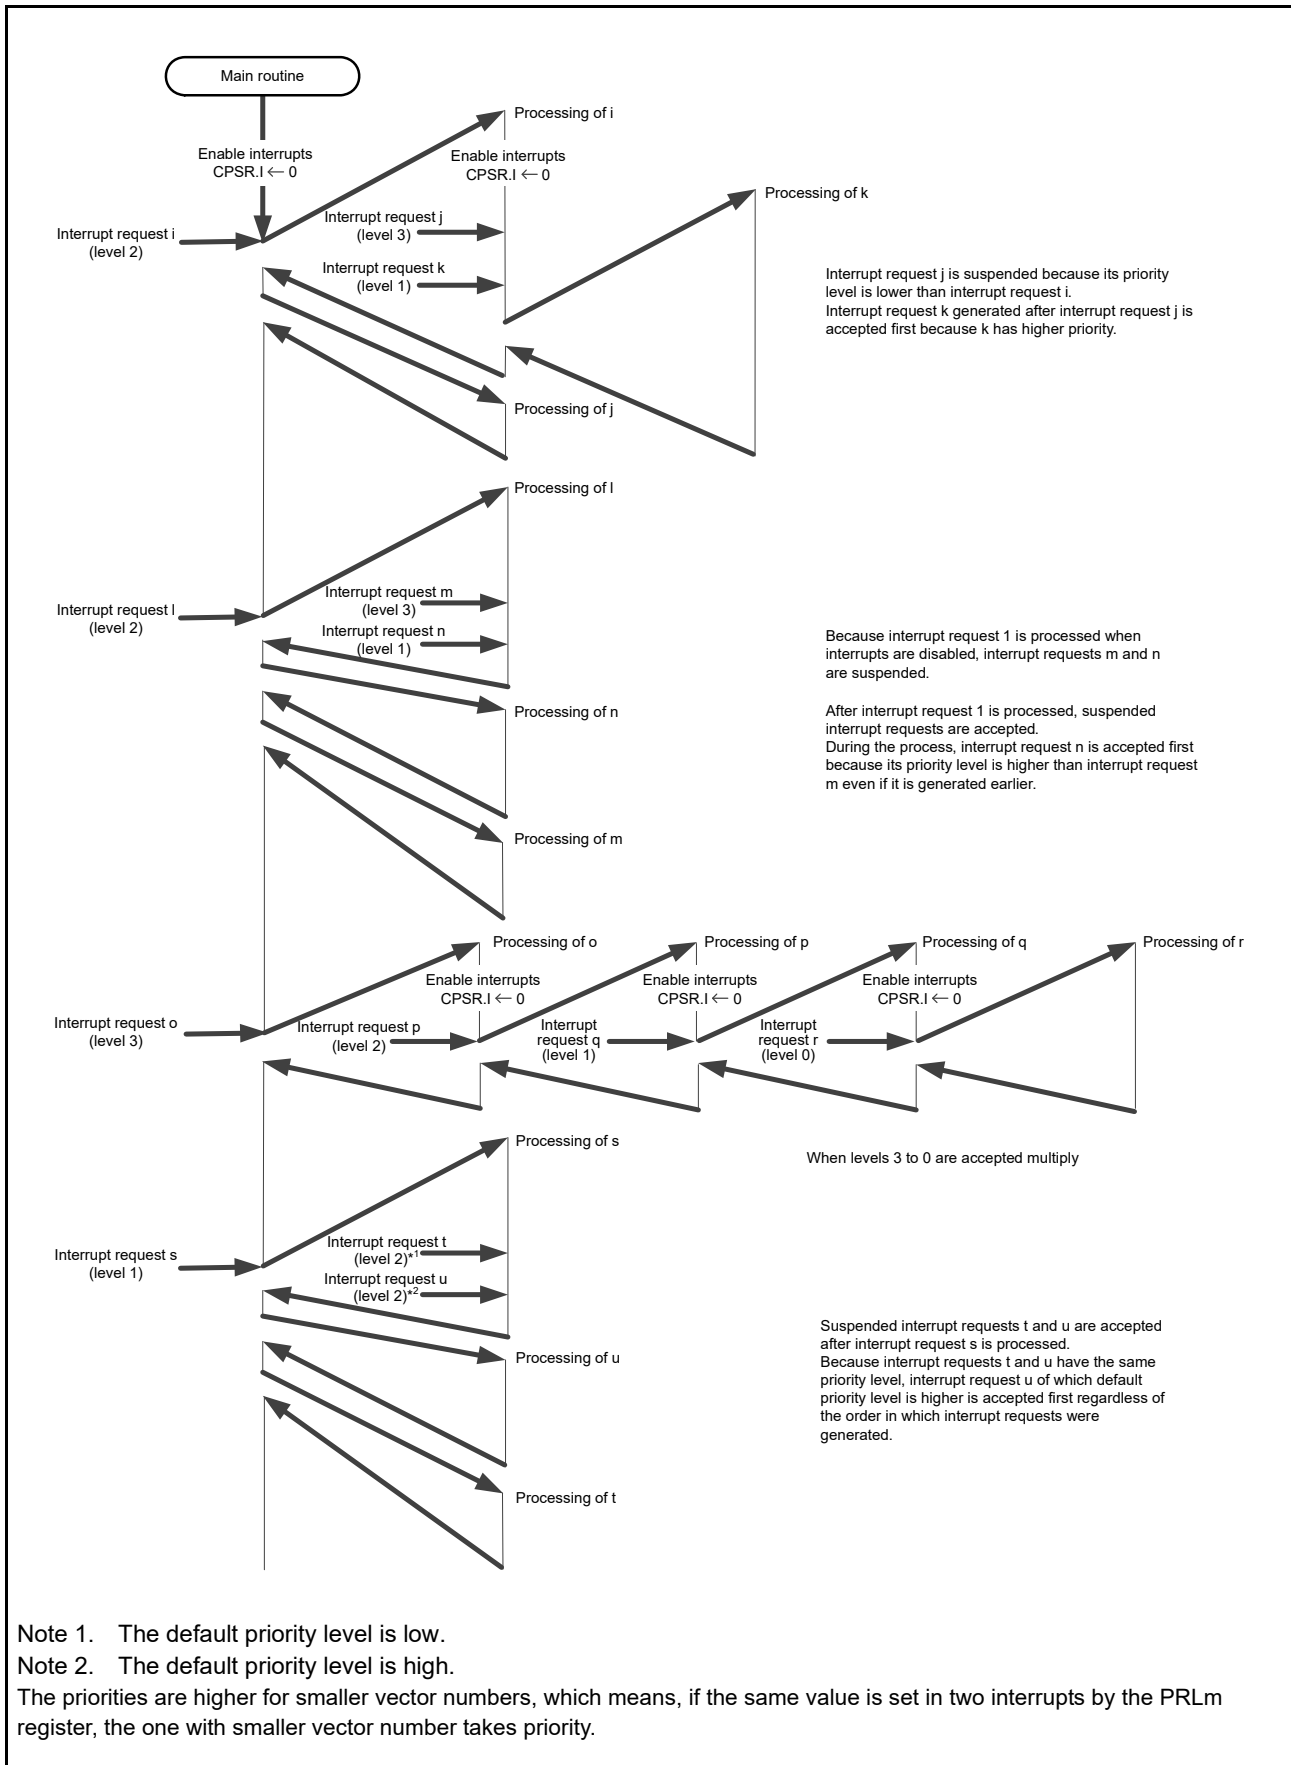 Main routine
Processing of i
Enable interrupts
CPSR.I ← 0
Enable interrupts
CPSR.I ← 0
Processing of k
Interrupt request i
(level 2)
Interrupt request j
(level 3)
Interrupt request k
(level 1)
Interrupt request j is suspended because its priority
level is lower than interrupt request i.
Interrupt request k generated after interrupt request j is
accepted first because k has higher priority.
Processing of j
Processing of l
Interrupt request l
(level 2)
Interrupt request m
(level 3)
Interrupt request n
(level 1)
Because interrupt request 1 is processed when
interrupts are disabled, interrupt requests m and n
are suspended.
After interrupt request 1 is processed, suspended
interrupt requests are accepted.
During the process, interrupt request n is accepted first
because its priority level is higher than interrupt request
m even if it is generated earlier.
Processing of n
Processing of m
Processing of o
Processing of p
Processing of q
Processing of r
Enable interrupts
CPSR.I ← 0
Enable interrupts
CPSR.I ← 0
Enable interrupts
CPSR.I ← 0
Interrupt request o
(level 3)
Interrupt request p
(level 2)
Interrupt
request q
(level 1)
Interrupt
request r
(level 0)
When levels 3 to 0 are accepted multiply
Processing of s
Interrupt request s
(level 1)
Interrupt request t
(level 2)*1
Interrupt request u
(level 2)*2
Suspended interrupt requests t and u are accepted
after interrupt request s is processed.
Because interrupt requests t and u have the same
priority level, interrupt request u of which default
priority level is higher is accepted first regardless of
the order in which interrupt requests were
generated.
Processing of u
Processing of t
Note 1. The default priority level is low.
Note 2. The default priority level is high.
The priorities are higher for smaller vector numbers, which means, if the same value is set in two interrupts by the PRLm
register, the one with smaller vector number takes priority.